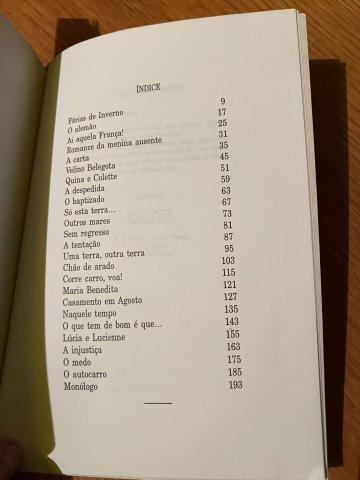 ÍNDICE
Férias de Inverno 9
O alemão 17
Ai aquela França! 25
Romance da menina ausente 31
A carta 35
Velino Belegota 45
Quina e Colette 51
A despedida 59
O baptizado 63
Só esta terra... 67
Outros mares 73
Sem regresso 81
A tentação 87
Uma terra, outra terra 95
Chão de arado 103
Corre carro, voa! 115
Maria Benedita 121
Casamento em Agosto 127
Naquele tempo 135
O que tem de bom é que... 143
Lúcia e Lucienne 155
A injustiça 163
O medo 175
O autocarro 185
Monólogo 193